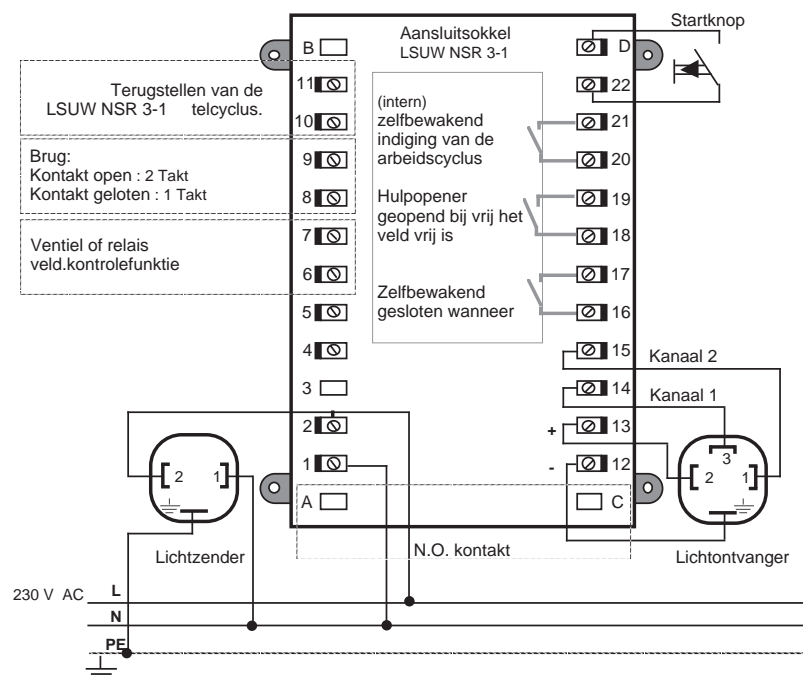 Aansluitsokkel
LSUW NSR 3-1
Startknop
B
D
11
22
Terugstellen van de
LSUW NSR 3-1 telcyclus.
10
21
(intern)
zelfbewakend
indiging van de
arbeidscyclus
9
20
Brug:
Kontakt open : 2 Takt
Kontakt geloten : 1 Takt
8
19
Hulpopener
geopend bij vrij het
veld vrij is
7
18
Ventiel of relais
veld.kontrolefunktie
6
17
Zelfbewakend
gesloten wanneer
5
16
4
15
Kanaal 2
3
14
Kanaal 1
2
13
+
1
12
-
2 1
3
2 1
A
C
N.O. kontakt
Lichtzender
Lichtontvanger
230 V AC L
N
PE